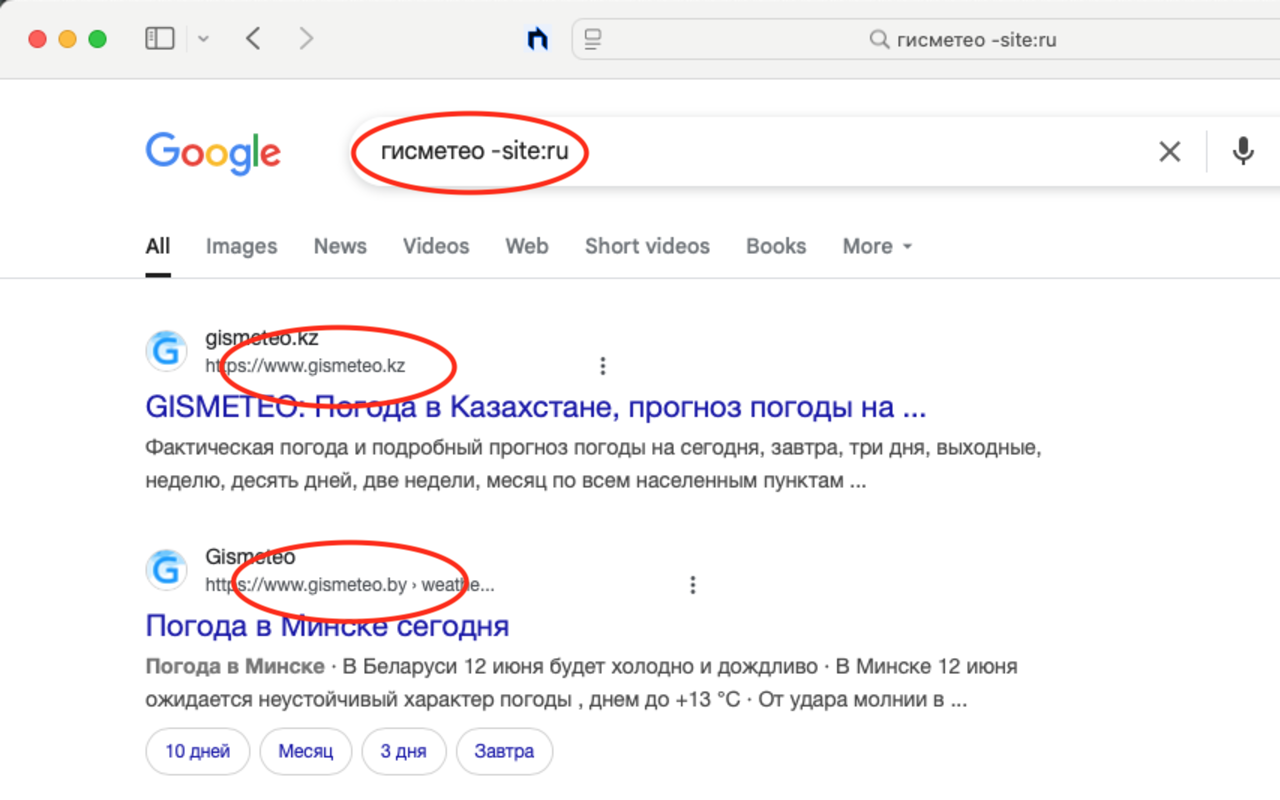 гисметео -site:ru
Google
гисметео -site:ru
All Images News Videos Web Short videos Books More
gismeteo.kz
https://www.gismeteo.kz
GISMETEO: Погода в Казахстане, прогноз погоды на ...
Фактическая погода и подробный прогноз погоды на сегодня, завтра, три дня, выходные,
неделю, десять дней, две недели, месяц по всем населенным пунктам ...
Gismeteo
https://www.gismeteo.by › weathe...
Погода в Минске сегодня
Погода в Минске · В Беларуси 12 июня будет холодно и дождливо · В Минске 12 июня
ожидается неустойчивый характер погоды , днем до +13 °C · От удара молнии в ...
10 дней Месяц 3 дня Завтра